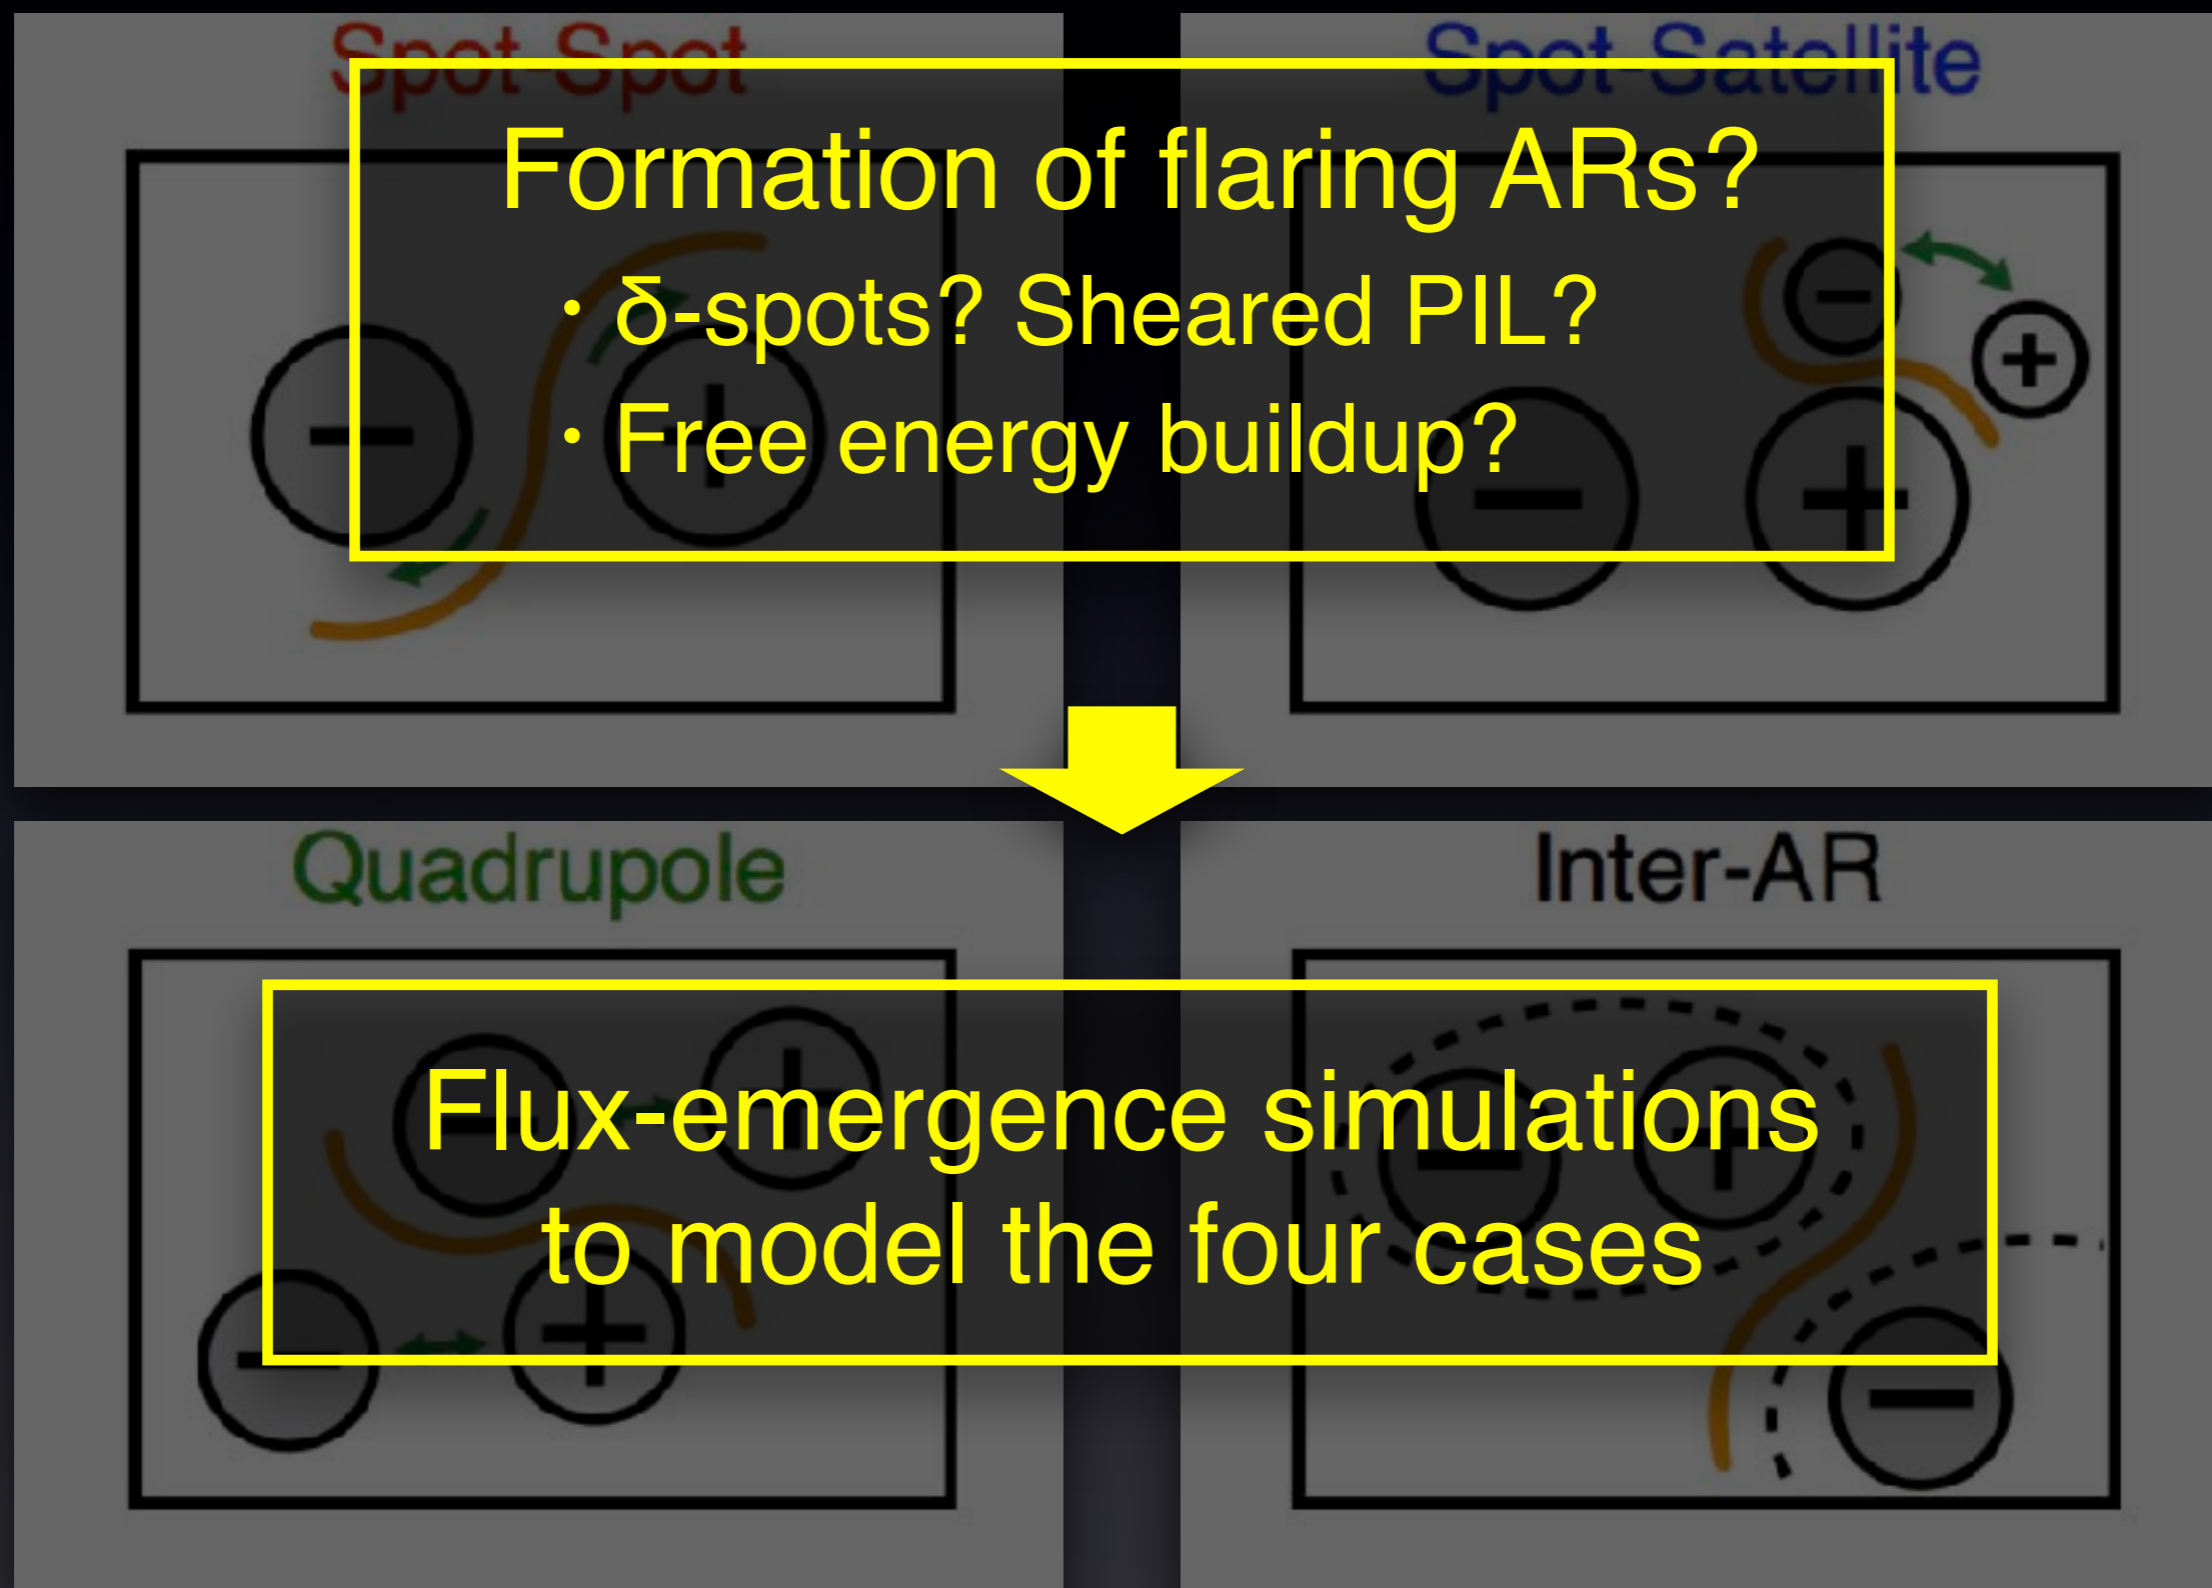 Spot-Spot
Spot-Satellite
Formation of flaring ARs?
· δ-spots? Sheared PIL?
· Free energy buildup?
− + − + − +
Quadrupole
Inter-AR
− + − +
Flux-emergence simulations
to model the four cases
− + −